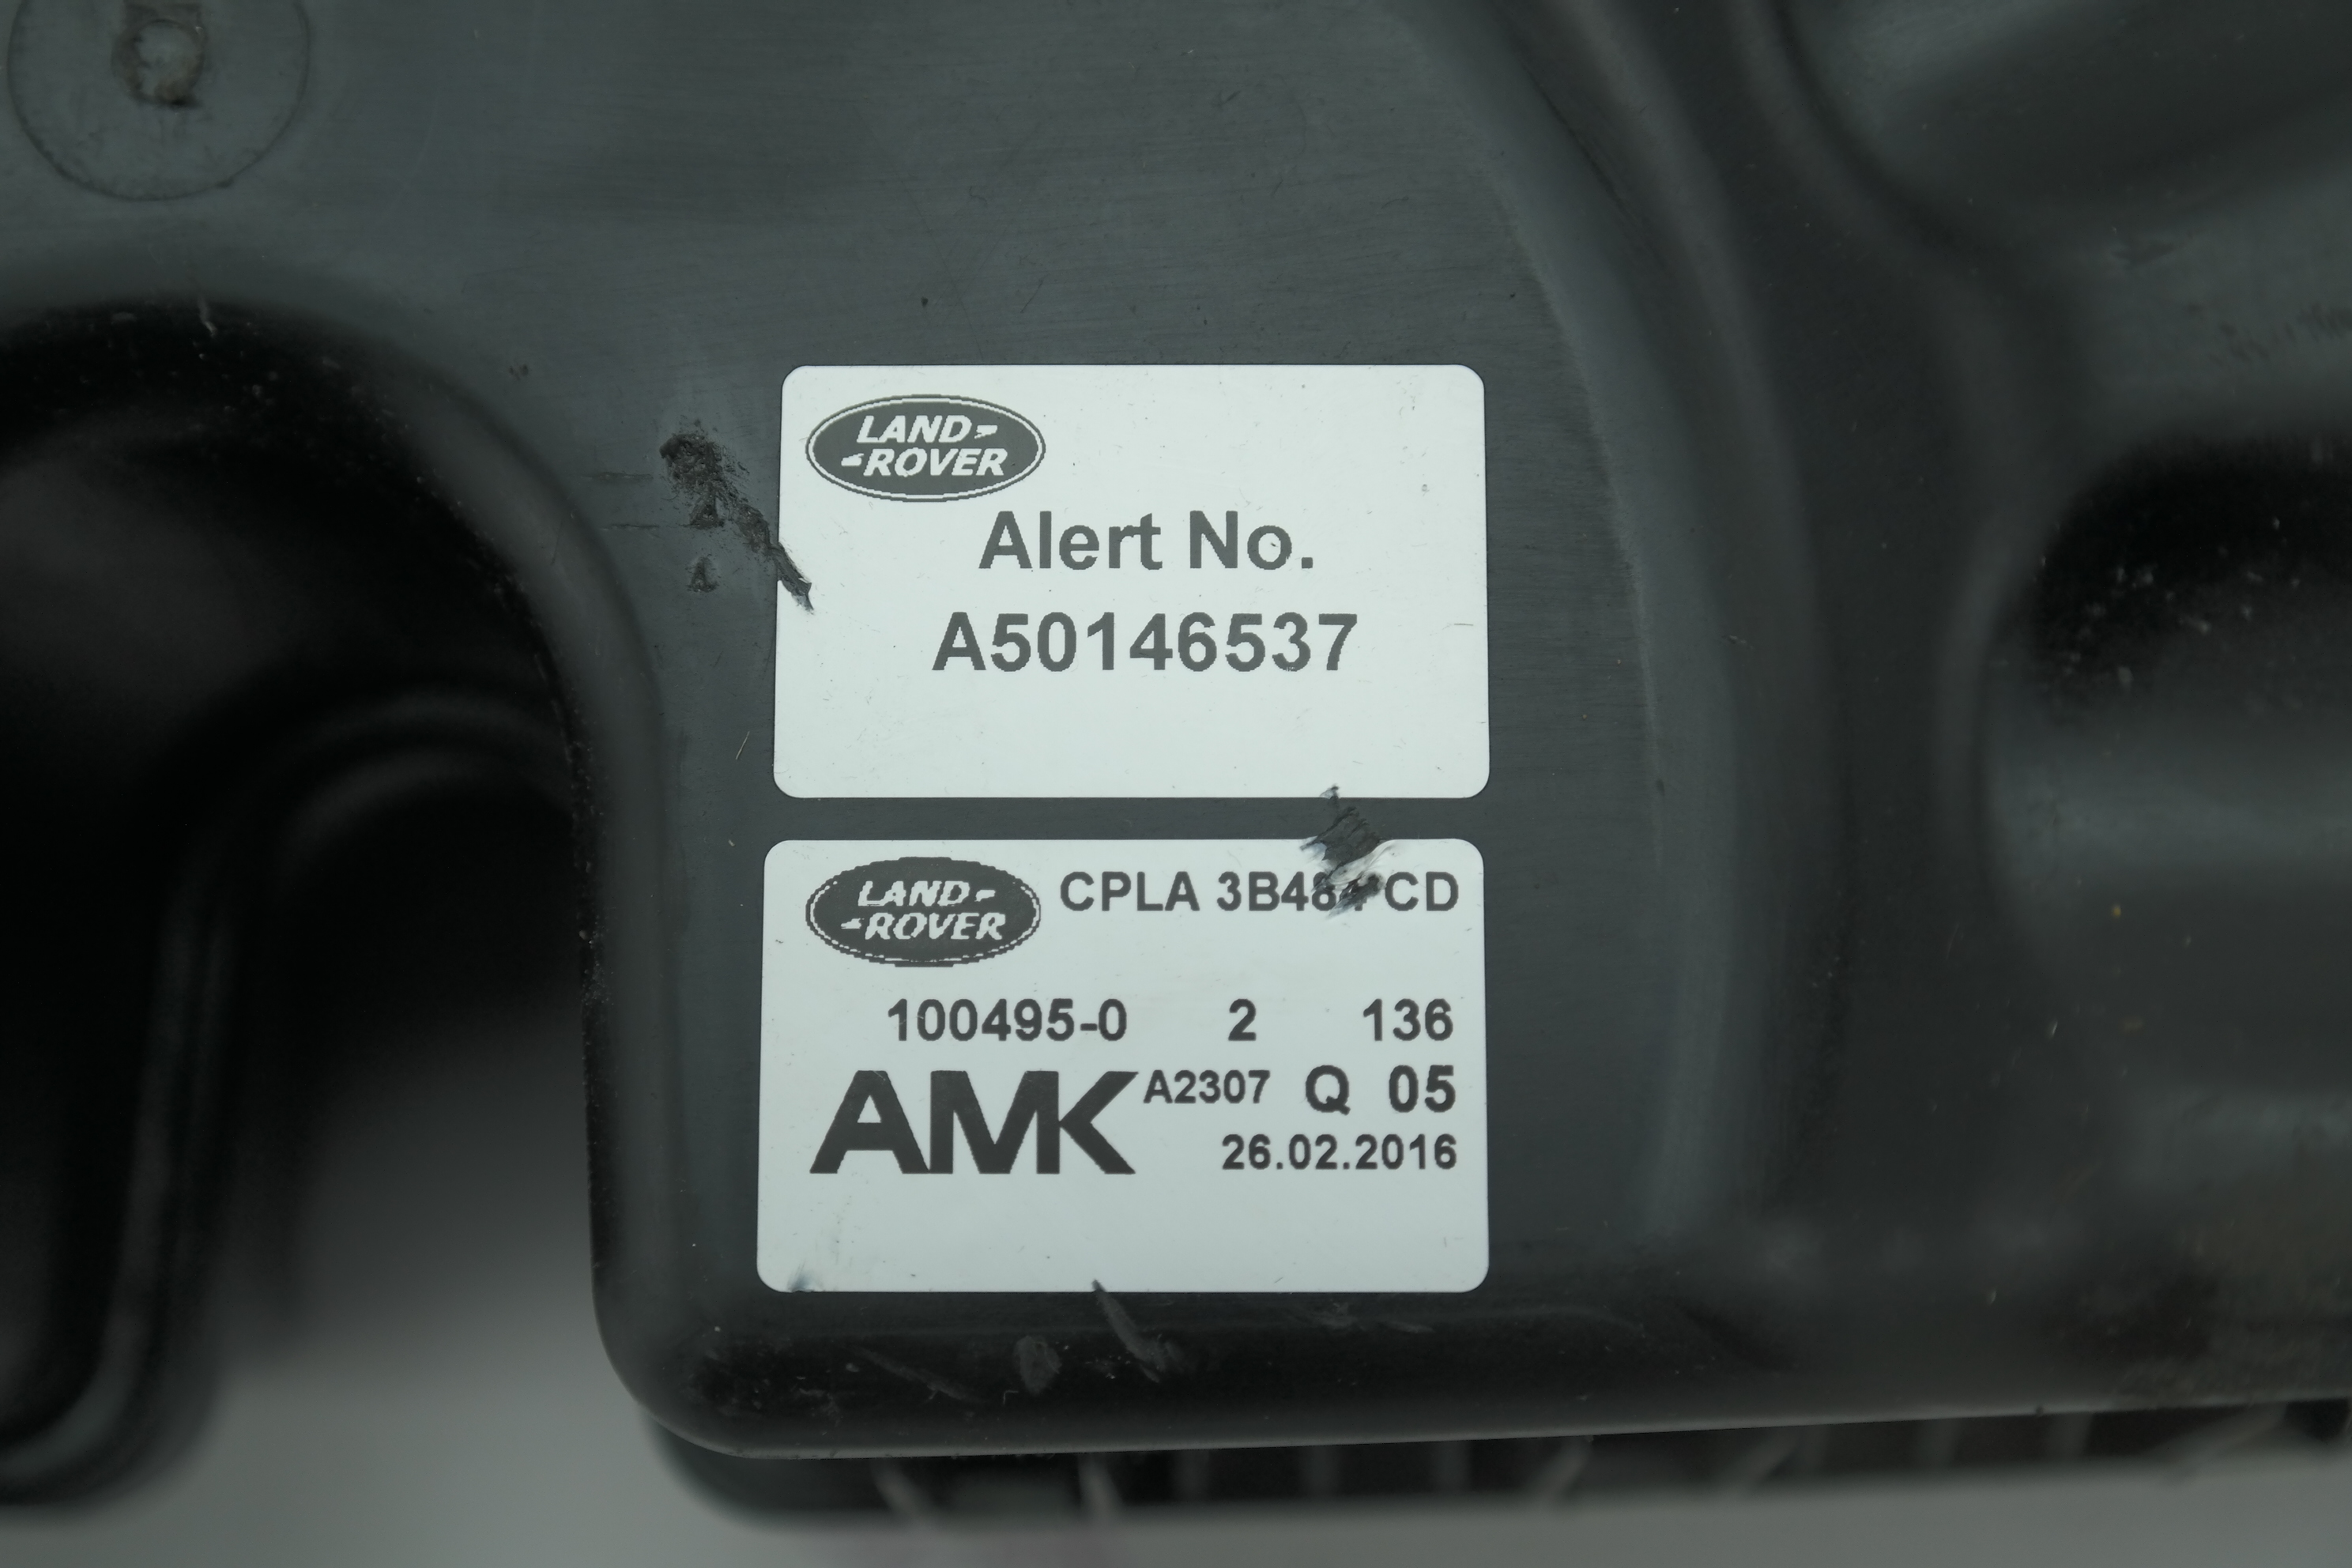 LAND
ROVER
Alert No.
A50146537
LAND
ROVER
CPLA CD
100495-0 2 136
AMK A2307 Q 05
26.02.2016